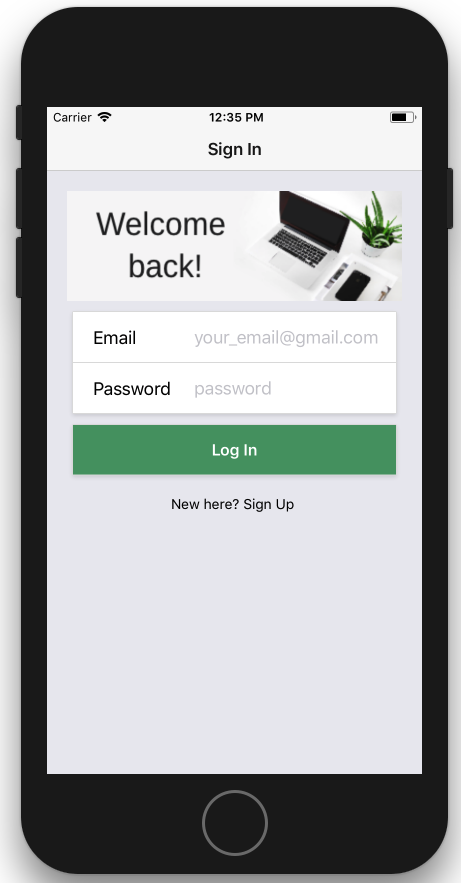 Carrier 12:35 PM
Sign In
Welcome
back!
Email your_email@gmail.com
Password password
Log In
New here? Sign Up